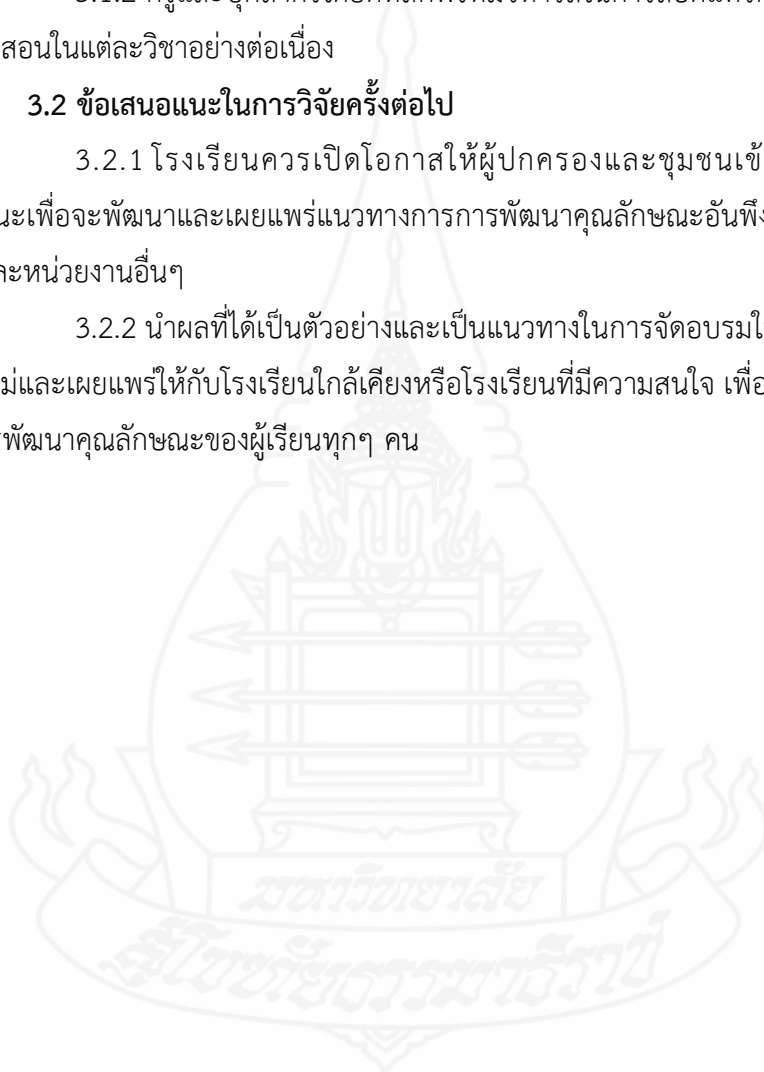 สอนในแต่ละวิชาอย่างต่อเนื่อง
3.2 ข้อเสนอแนะในการวิจัยครั้งต่อไป
3.2.1 โรงเรียนควรเปิดโอกาสให้ผู้ปกครองและชุมชนเข้
นะเพื่อจะพัฒนาและเผยแพร่แนวทางการการพัฒนาคุณลักษณะอันพึง
ละหน่วยงานอื่นๆ
3.2.2 นำผลที่ได้เป็นตัวอย่างและเป็นแนวทางในการจัดอบรมใ
ม่และเผยแพร่ให้กับโรงเรียนใกล้เคียงหรือโรงเรียนที่มีความสนใจ เพื่อ
รพัฒนาคุณลักษณะของผู้เรียนทุกๆ คน
มหาวิทยาลัย
สุโขทัยธรรมาธิราช